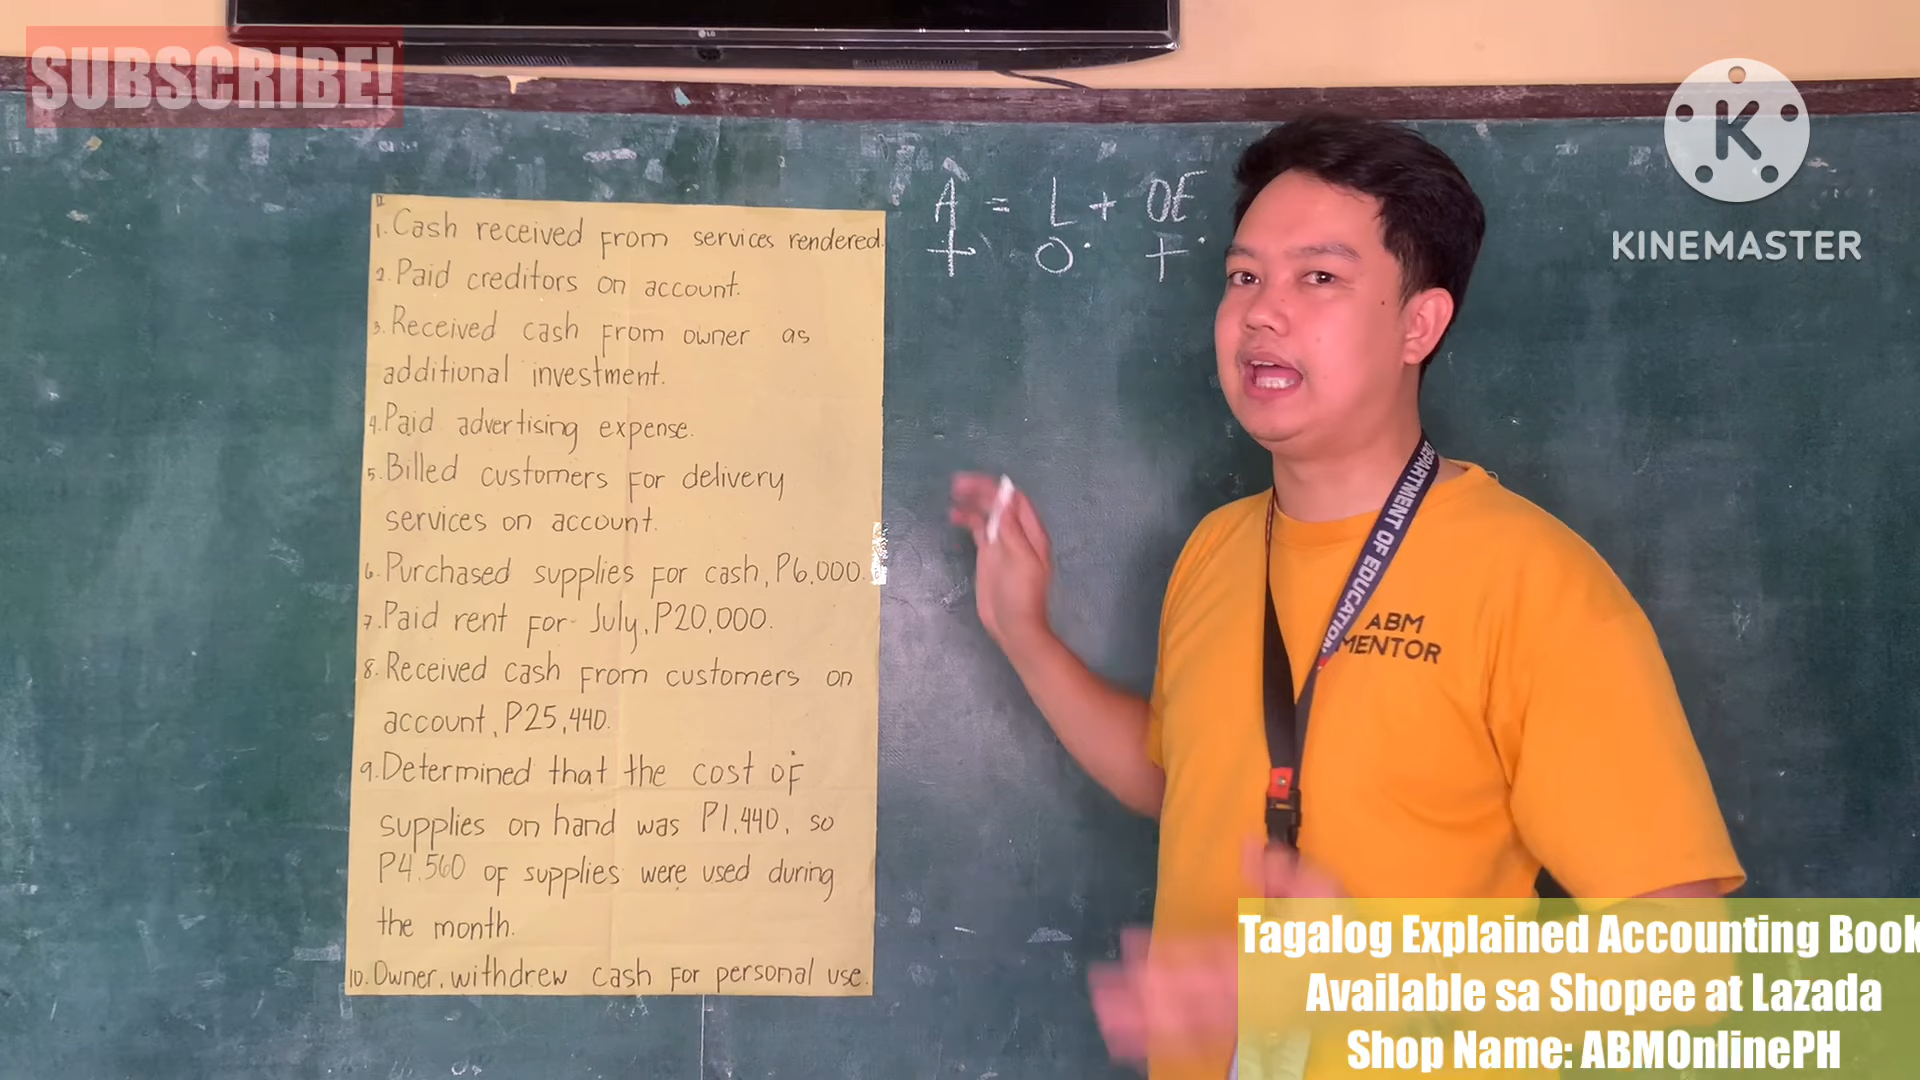 SUBSCRIBE!
LG
KINEMASTER
A = L + OE
+ O +
1. Cash received from services rendered.
2. Paid creditors on account.
3. Received cash from owner as
additional investment.
4. Paid advertising expense.
5. Billed customers for delivery
services on account.
6. Purchased supplies for cash, P6,000.
7. Paid rent for July, P20,000.
8. Received cash from customers on
account, P25,440.
9. Determined that the cost of
supplies on hand was P1,440, so
P4,560 of supplies were used during
the month.
10. Owner, withdrew cash for personal use.
DEPARTMENT OF EDUCATION
ABM
MENTOR
Tagalog Explained Accounting Book
Available sa Shopee at Lazada
Shop Name: ABMOnlinePH